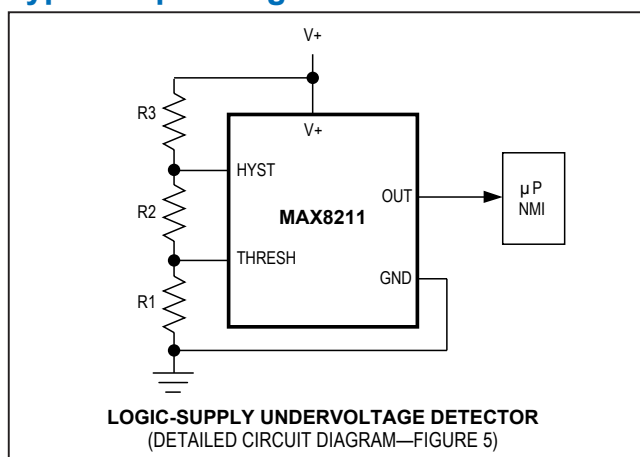 V+
R3
V+
HYST
OUT
µP
NMI
R2
MAX8211
THRESH
GND
R1
LOGIC-SUPPLY UNDERVOLTAGE DETECTOR
(DETAILED CIRCUIT DIAGRAM—FIGURE 5)